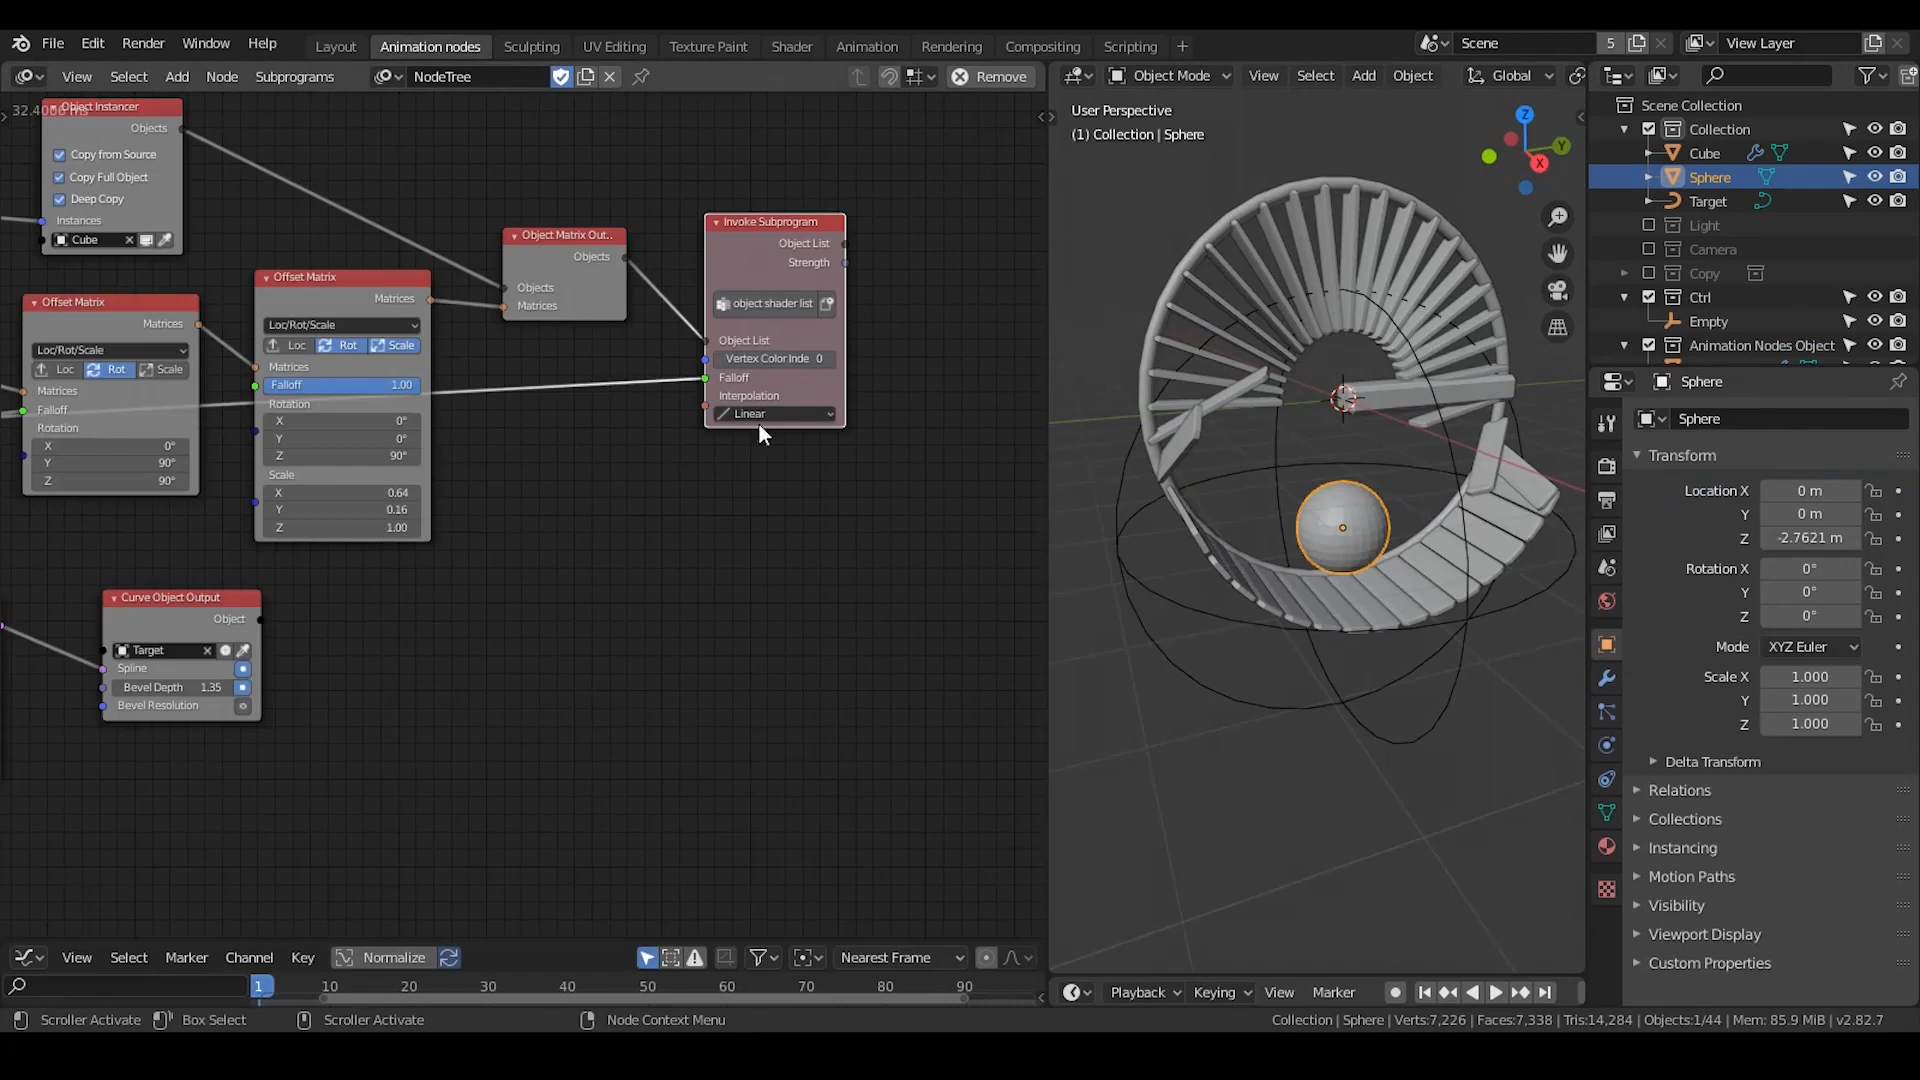 File Edit Render Window Help
Layout Animation nodes Sculpting UV Editing Texture Paint Shader Animation Rendering Compositing Scripting +
Scene 5 View Layer
View Select Add Node Subprograms NodeTree Remove
Object Mode View Select Add Object Global
Object Instancer
Objects
Copy from Source
Copy Full Object
Deep Copy
Instances
Cube
Offset Matrix
Matrices
Loc/Rot/Scale
Loc Rot Scale
Matrices
Falloff
Rotation
X 0°
Y 90°
Z 90°
Offset Matrix
Matrices
Loc/Rot/Scale
Loc Rot Scale
Matrices
Falloff 1.00
Rotation
X 0°
Y 0°
Z 90°
Scale
X 0.64
Y 0.16
Z 1.00
Object Matrix Out..
Objects
Objects
Matrices
Invoke Subprogram
Object List
Strength
object shader list
Object List
Vertex Color Inde 0
Falloff
Interpolation
Linear
Curve Object Output
Object
Target
Spline
Bevel Depth 1.35
Bevel Resolution
User Perspective
(1) Collection | Sphere
Z
Y
X
Scene Collection
Collection
Cube
Sphere
Target
Light
Camera
Copy
Ctrl
Empty
Animation Nodes Object
Sphere
Sphere
Transform
Location X 0 m
Y 0 m
Z -2.7621 m
Rotation X 0°
Y 0°
Z 0°
Mode XYZ Euler
Scale X 1.000
Y 1.000
Z 1.000
Delta Transform
Relations
Collections
Instancing
Motion Paths
Visibility
Viewport Display
Custom Properties
View Select Marker Channel Key Normalize Nearest Frame
1 10 20 30 40 50 60 70 80 90
Playback Keying View Marker
Scroller Activate Box Select Scroller Activate Node Context Menu
Collection | Sphere | Verts:7,226 | Faces:7,338 | Tris:14,284 | Objects:1/44 | Mem: 85.9 MiB | v2.82.7